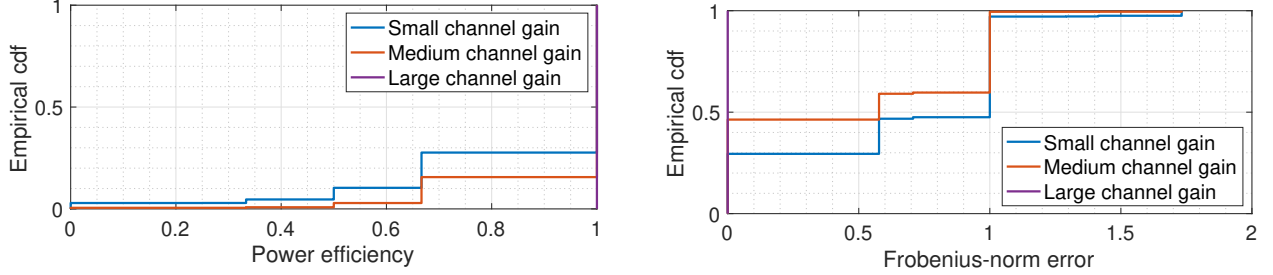 1
0.5
0
Empirical cdf
Small channel gain
Medium channel gain
Large channel gain
0 0.2 0.4 0.6 0.8 1
Power efficiency
1
0.5
0
Empirical cdf
Small channel gain
Medium channel gain
Large channel gain
0 0.5 1 1.5 2
Frobenius-norm error